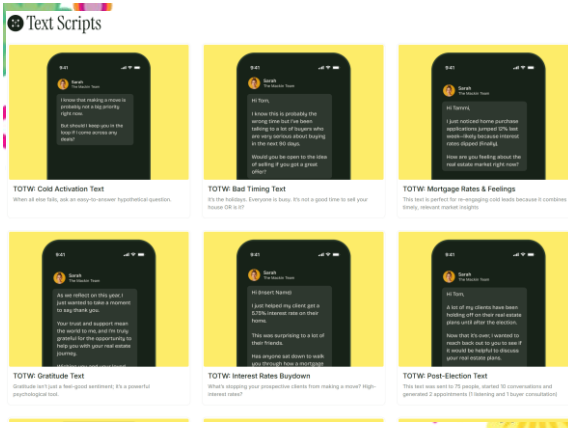 Text Scripts
9:41
Sarah
The Mackin Team
I know that making a move is
probably not a big priority
right now.
But should I keep you in the
loop if I come across any
deals?
TOTW: Cold Activation Text
When all else fails, ask an easy-to-answer hypothetical question.
9:41
Sarah
The Mackin Team
Hi Tom,
I know this is probably the
wrong time but I've been
talking to a lot of buyers who
are very serious about buying
in the next 90 days.
Would you be open to the idea
of selling if you got a great
offer?
TOTW: Bad Timing Text
It's the holidays. Everyone is busy. It's not a good time to sell your
house OR is it?
9:41
Sarah
The Mackin Team
Hi Tammi,
I just noticed home purchase
applications jumped 12% last
week—likely because interest
rates dipped (finally).
How are you feeling about the
real estate market right now?
TOTW: Mortgage Rates & Feelings
This text is perfect for re-engaging cold leads because it combines
timely, relevant market insights
9:41
Sarah
The Mackin Team
As we reflect on this year, I
just wanted to take a moment
to say thank you.
Your trust and support mean
the world to me, and I'm truly
grateful for the opportunity to
help you with your real estate
journey.
TOTW: Gratitude Text
Gratitude isn't just a feel-good sentiment; it's a powerful
psychological tool.
9:41
Sarah
The Mackin Team
Hi (Insert Name)
I just helped my client get a
5.75% interest rate on their
home.
This was surprising to a lot of
their friends.
Has anyone sat down to walk
you through how a mortgage
TOTW: Interest Rates Buydown
What's stopping your prospective clients from making a move? High-
interest rates?
9:41
Sarah
The Mackin Team
Hi Tom,
A lot of my clients have been
holding off on their real estate
plans until after the election.
Now that it's over, I wanted to
reach back out to you to see if
it would be helpful to discuss
your real estate plans.
TOTW: Post-Election Text
This text was sent to 75 people, started 16 conversations and
generated 2 appointments (1 listening and 1 buyer consultation)